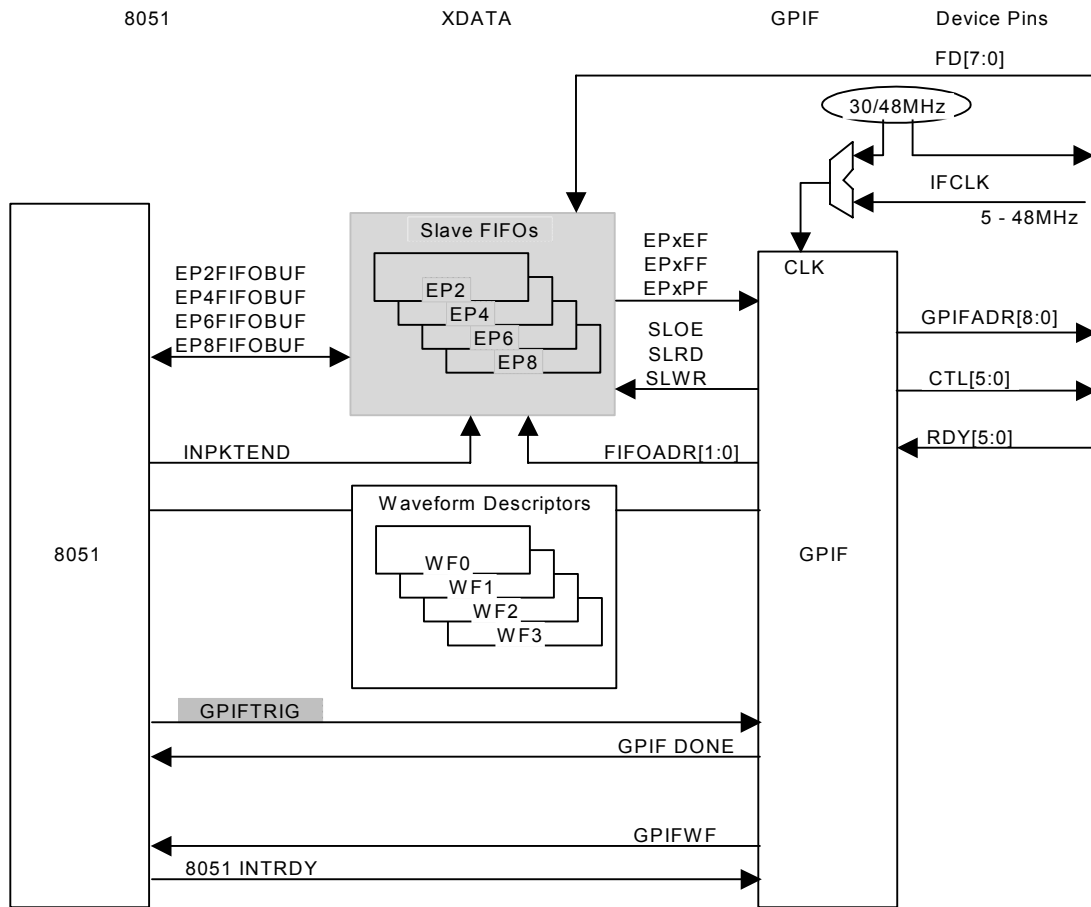 8051 XDATA GPIF Device Pins
FD[7:0]
30/48MHz
IFCLK
5 - 48MHz
Slave FIFOs
EP2
EP4
EP6
EP8
EPxEF
EPxFF
EPxPF
CLK
EP2FIFOBUF
EP4FIFOBUF
EP6FIFOBUF
EP8FIFOBUF
SLOE
SLRD
SLWR
GPIFADR[8:0]
CTL[5:0]
RDY[5:0]
INPKTEND
FIFOADR[1:0]
Waveform Descriptors
WF0
WF1
WF2
WF3
8051
GPIF
GPIFTRIG
GPIF DONE
GPIFWF
8051 INTRDY